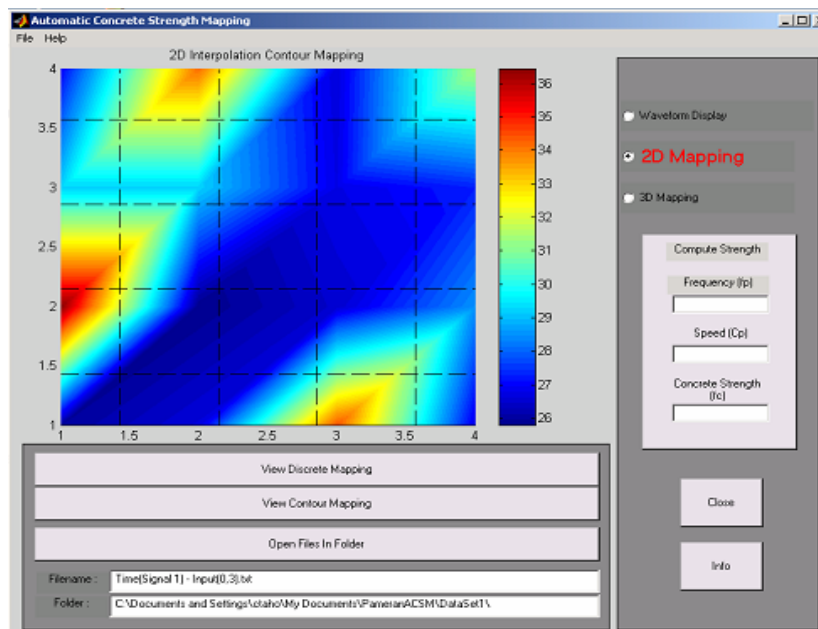 Automatic Concrete Strength Mapping
File Help
2D Interpolation Contour Mapping
4
3.5
3
2.5
2
1.5
1
1 1.5 2 2.5 3 3.5 4
36
35
34
33
32
31
30
29
28
27
26
Waveform Display
2D Mapping
3D Mapping
Compute Strength
Frequency (fp)
Speed (Cp)
Concrete Strength
(fc)
View Discrete Mapping
View Contour Mapping
Open Files In Folder
Close
Info
Filename : Time(Signal 1) - Input(0,3).txt
Folder : C:\Documents and Settings\ctaho\My Documents\PameranACSM\DataSet1\